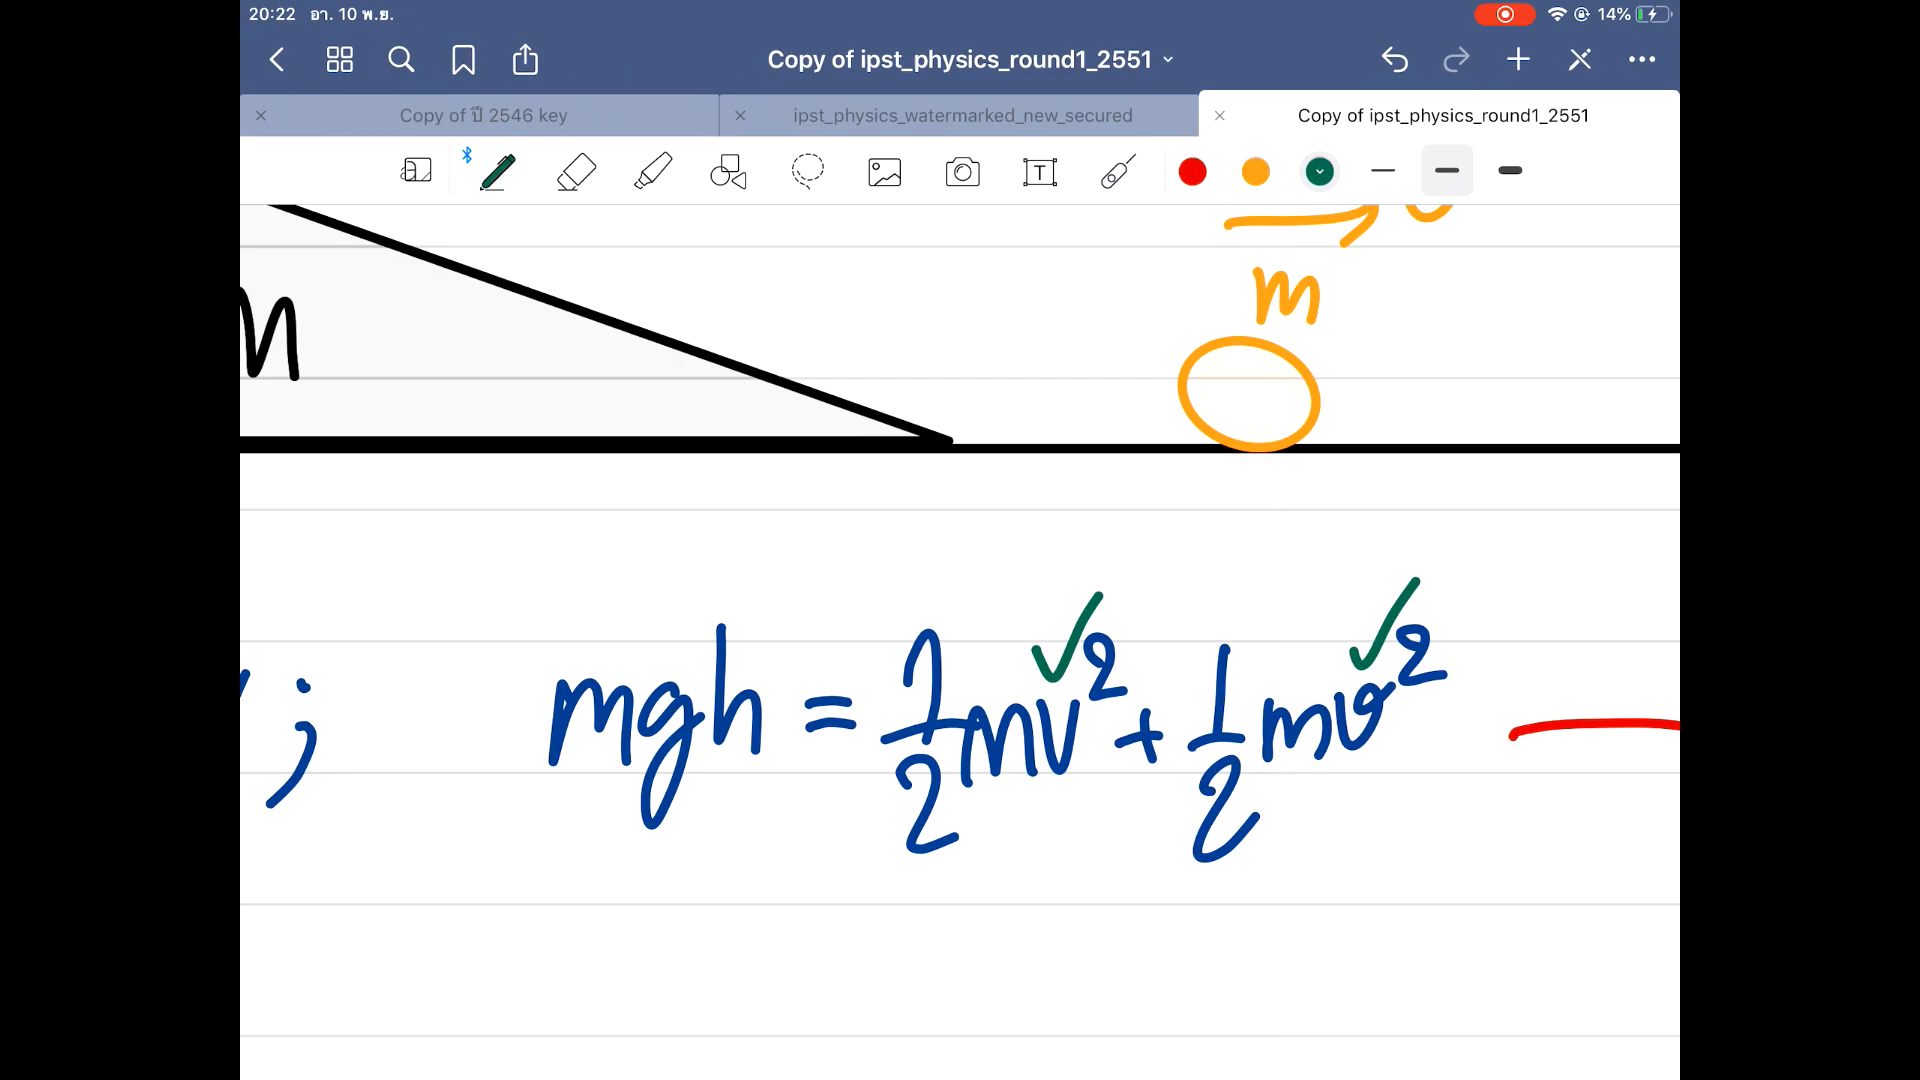 20:22 อา. 10 พ.ย. 14%
Copy of ipst_physics_round1_2551
Copy of ปี 2546 key
ipst_physics_watermarked_new_secured
Copy of ipst_physics_round1_2551
m
M
; mgh = 1/2 MV² + 1/2 mv²